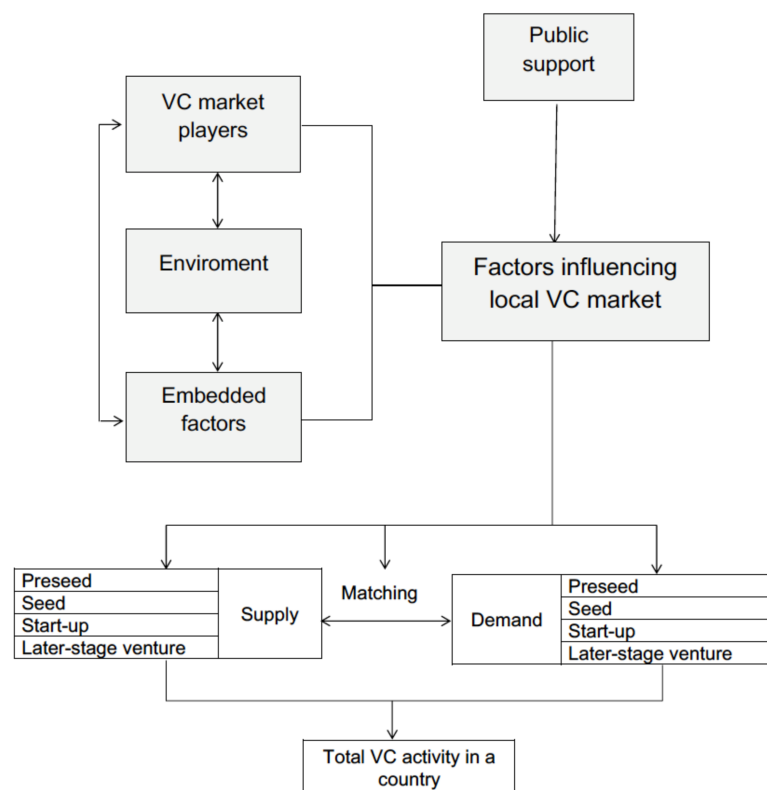 Public
support
VC market
players
Enviroment
Factors influencing
local VC market
Embedded
factors
Preseed
Seed
Start-up
Later-stage venture
Supply
Matching
Demand
Preseed
Seed
Start-up
Later-stage venture
Total VC activity in a
country